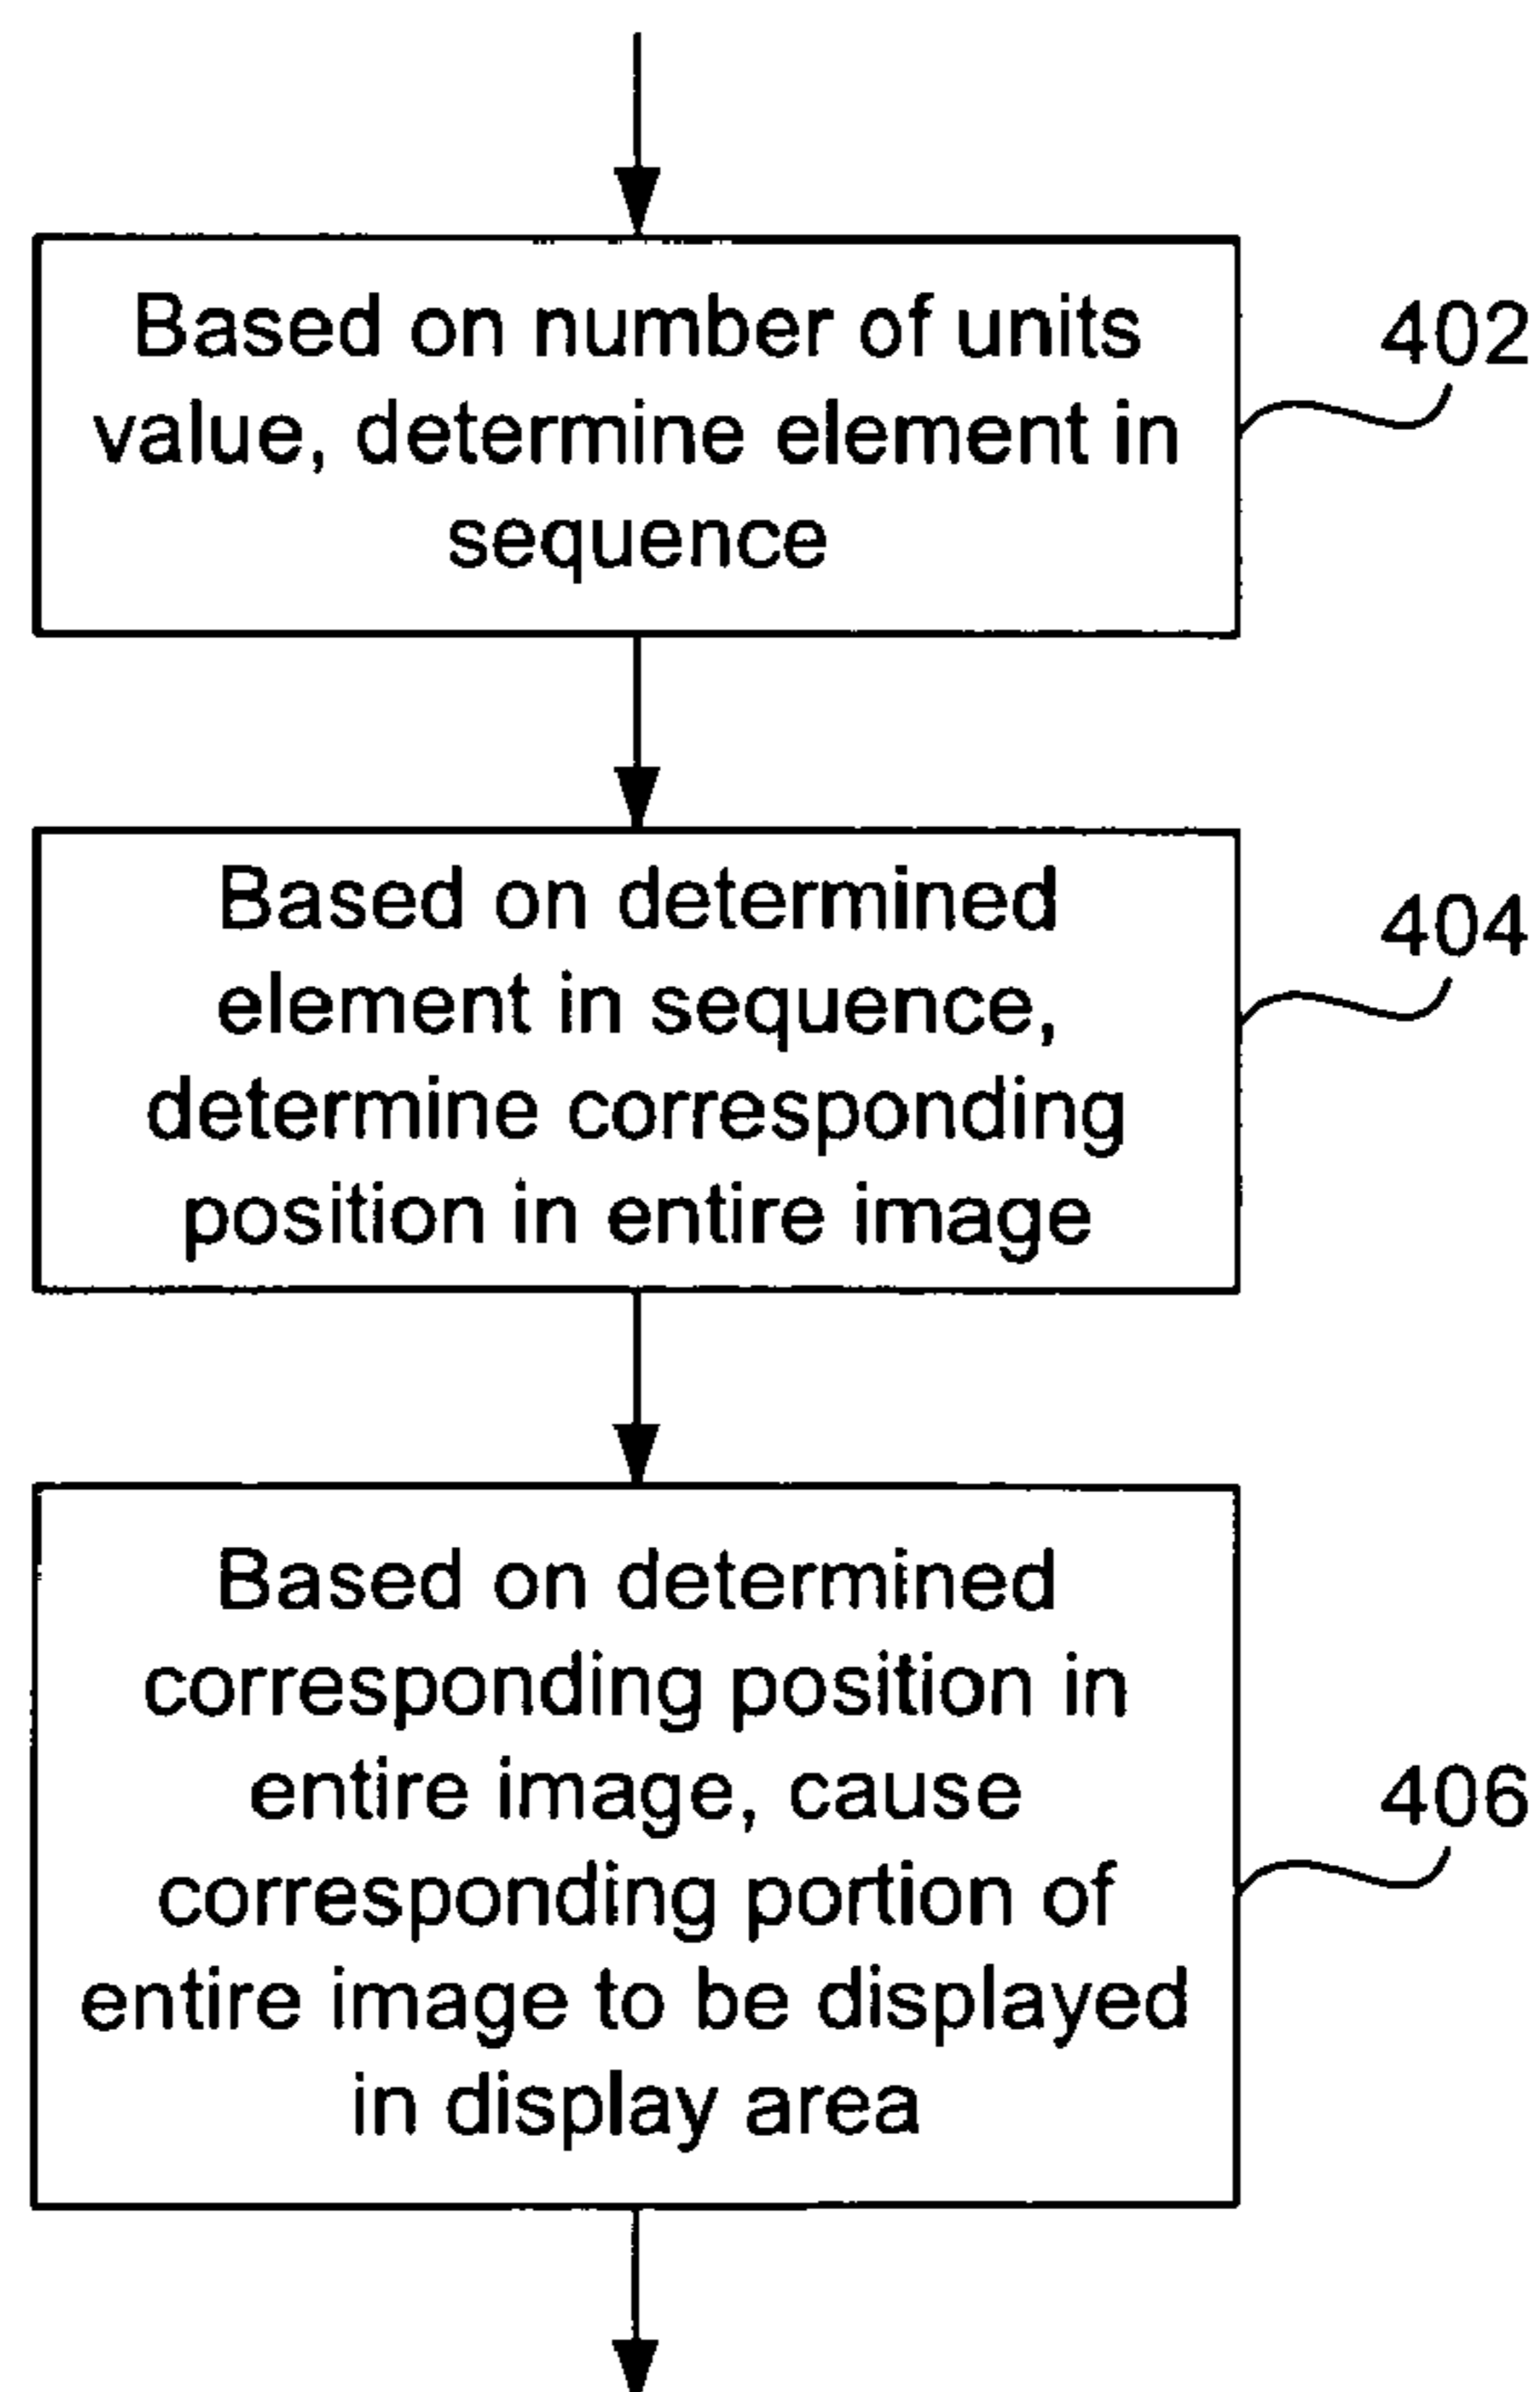 Based on number of units
value, determine element in
sequence
402
Based on determined
element in sequence,
determine corresponding
position in entire image
404
Based on determined
corresponding position in
entire image, cause
corresponding portion of
entire image to be displayed
in display area
406